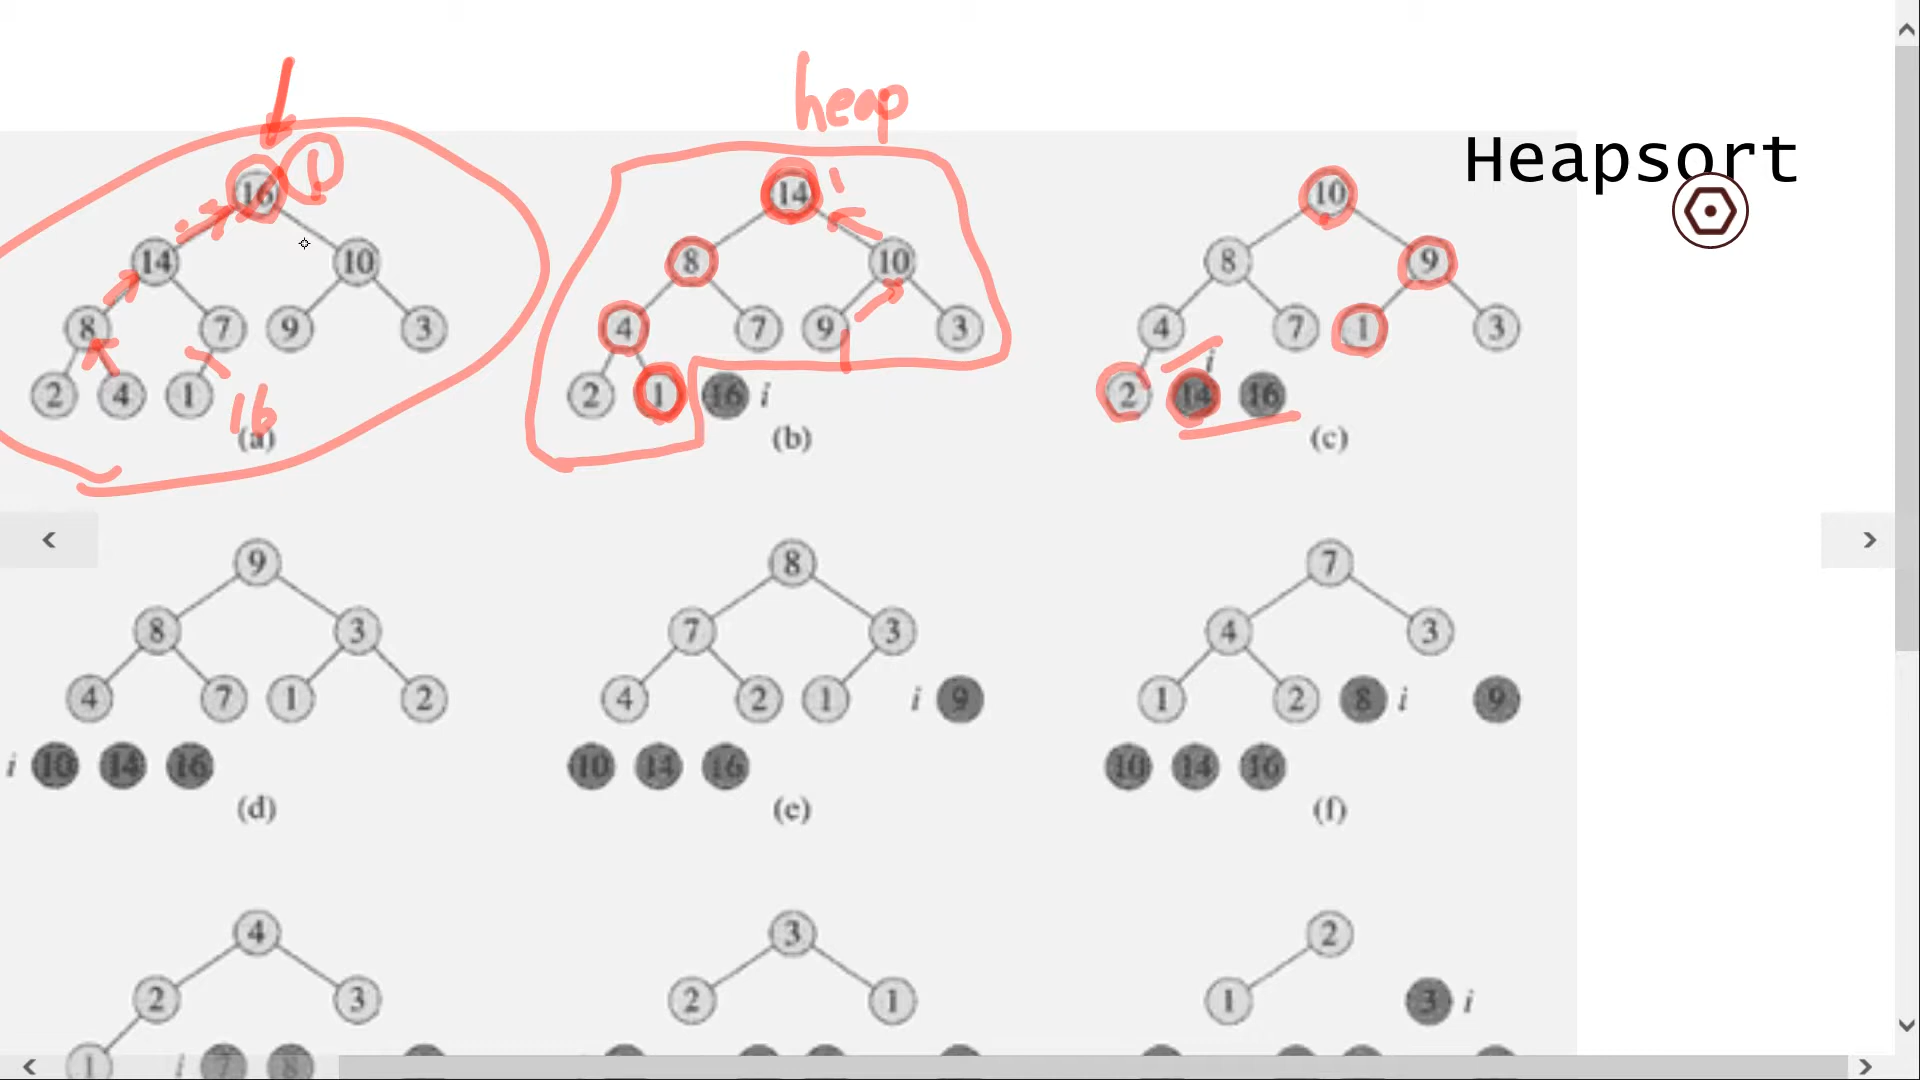 heap
Heapsort
16 1 14 10
14 10 8 10 8 9
8 7 9 3 4 7 9 3 4 7 1 3
2 4 1 16 2 1 16 i 2 14 i 16
(a) (b) (c)
9 8 7
8 3 7 3 4 3
4 7 1 2 4 2 1 i 9 1 2 8 i 9
i 10 14 16 10 14 16 10 14 16
(d) (e) (f)
4 3 2
2 3 2 1 1 3 i
1 i 7 8